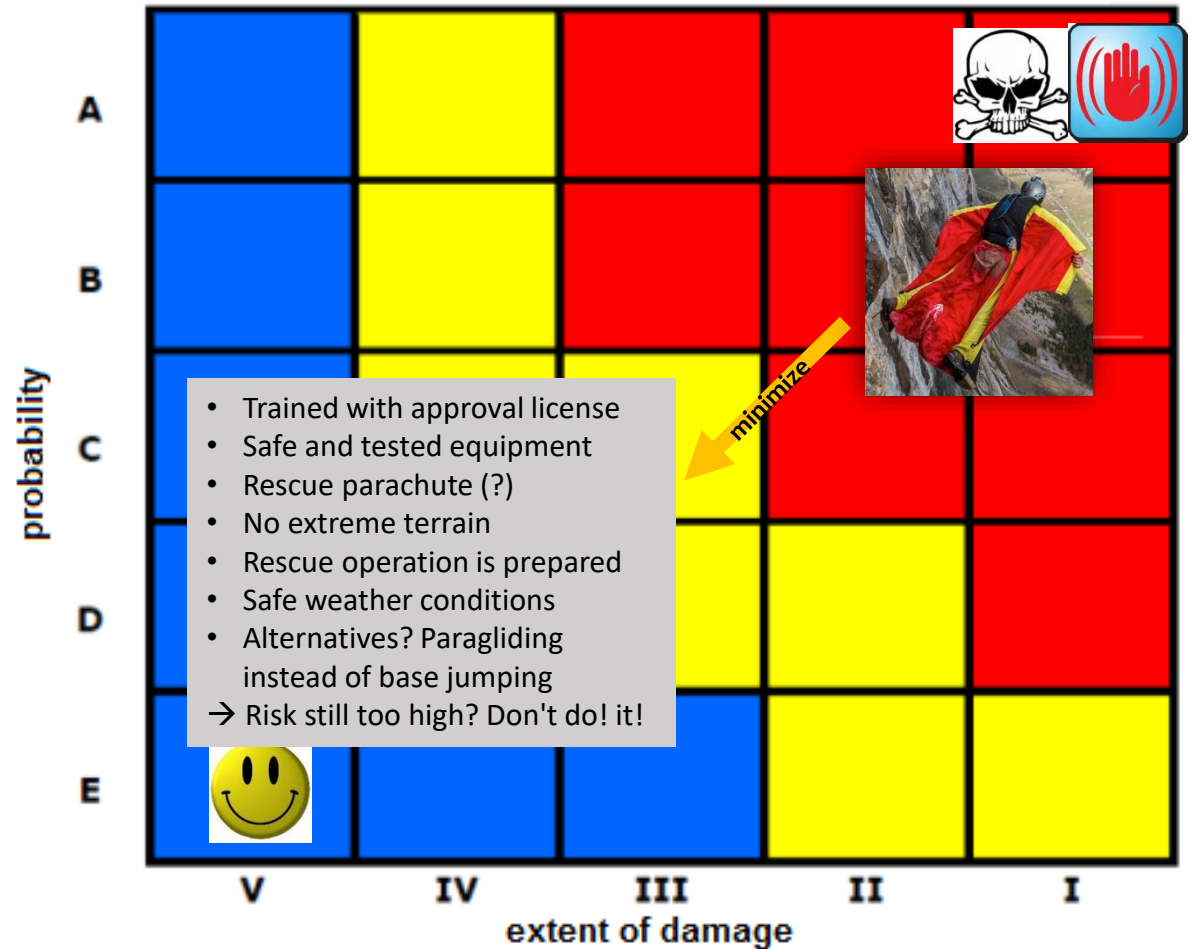 A
B
C
D
E
probability
minimize
• Trained with approval license
• Safe and tested equipment
• Rescue parachute (?)
• No extreme terrain
• Rescue operation is prepared
• Safe weather conditions
• Alternatives? Paragliding
instead of base jumping
→ Risk still too high? Don't do! it!
V IV III II I
extent of damage